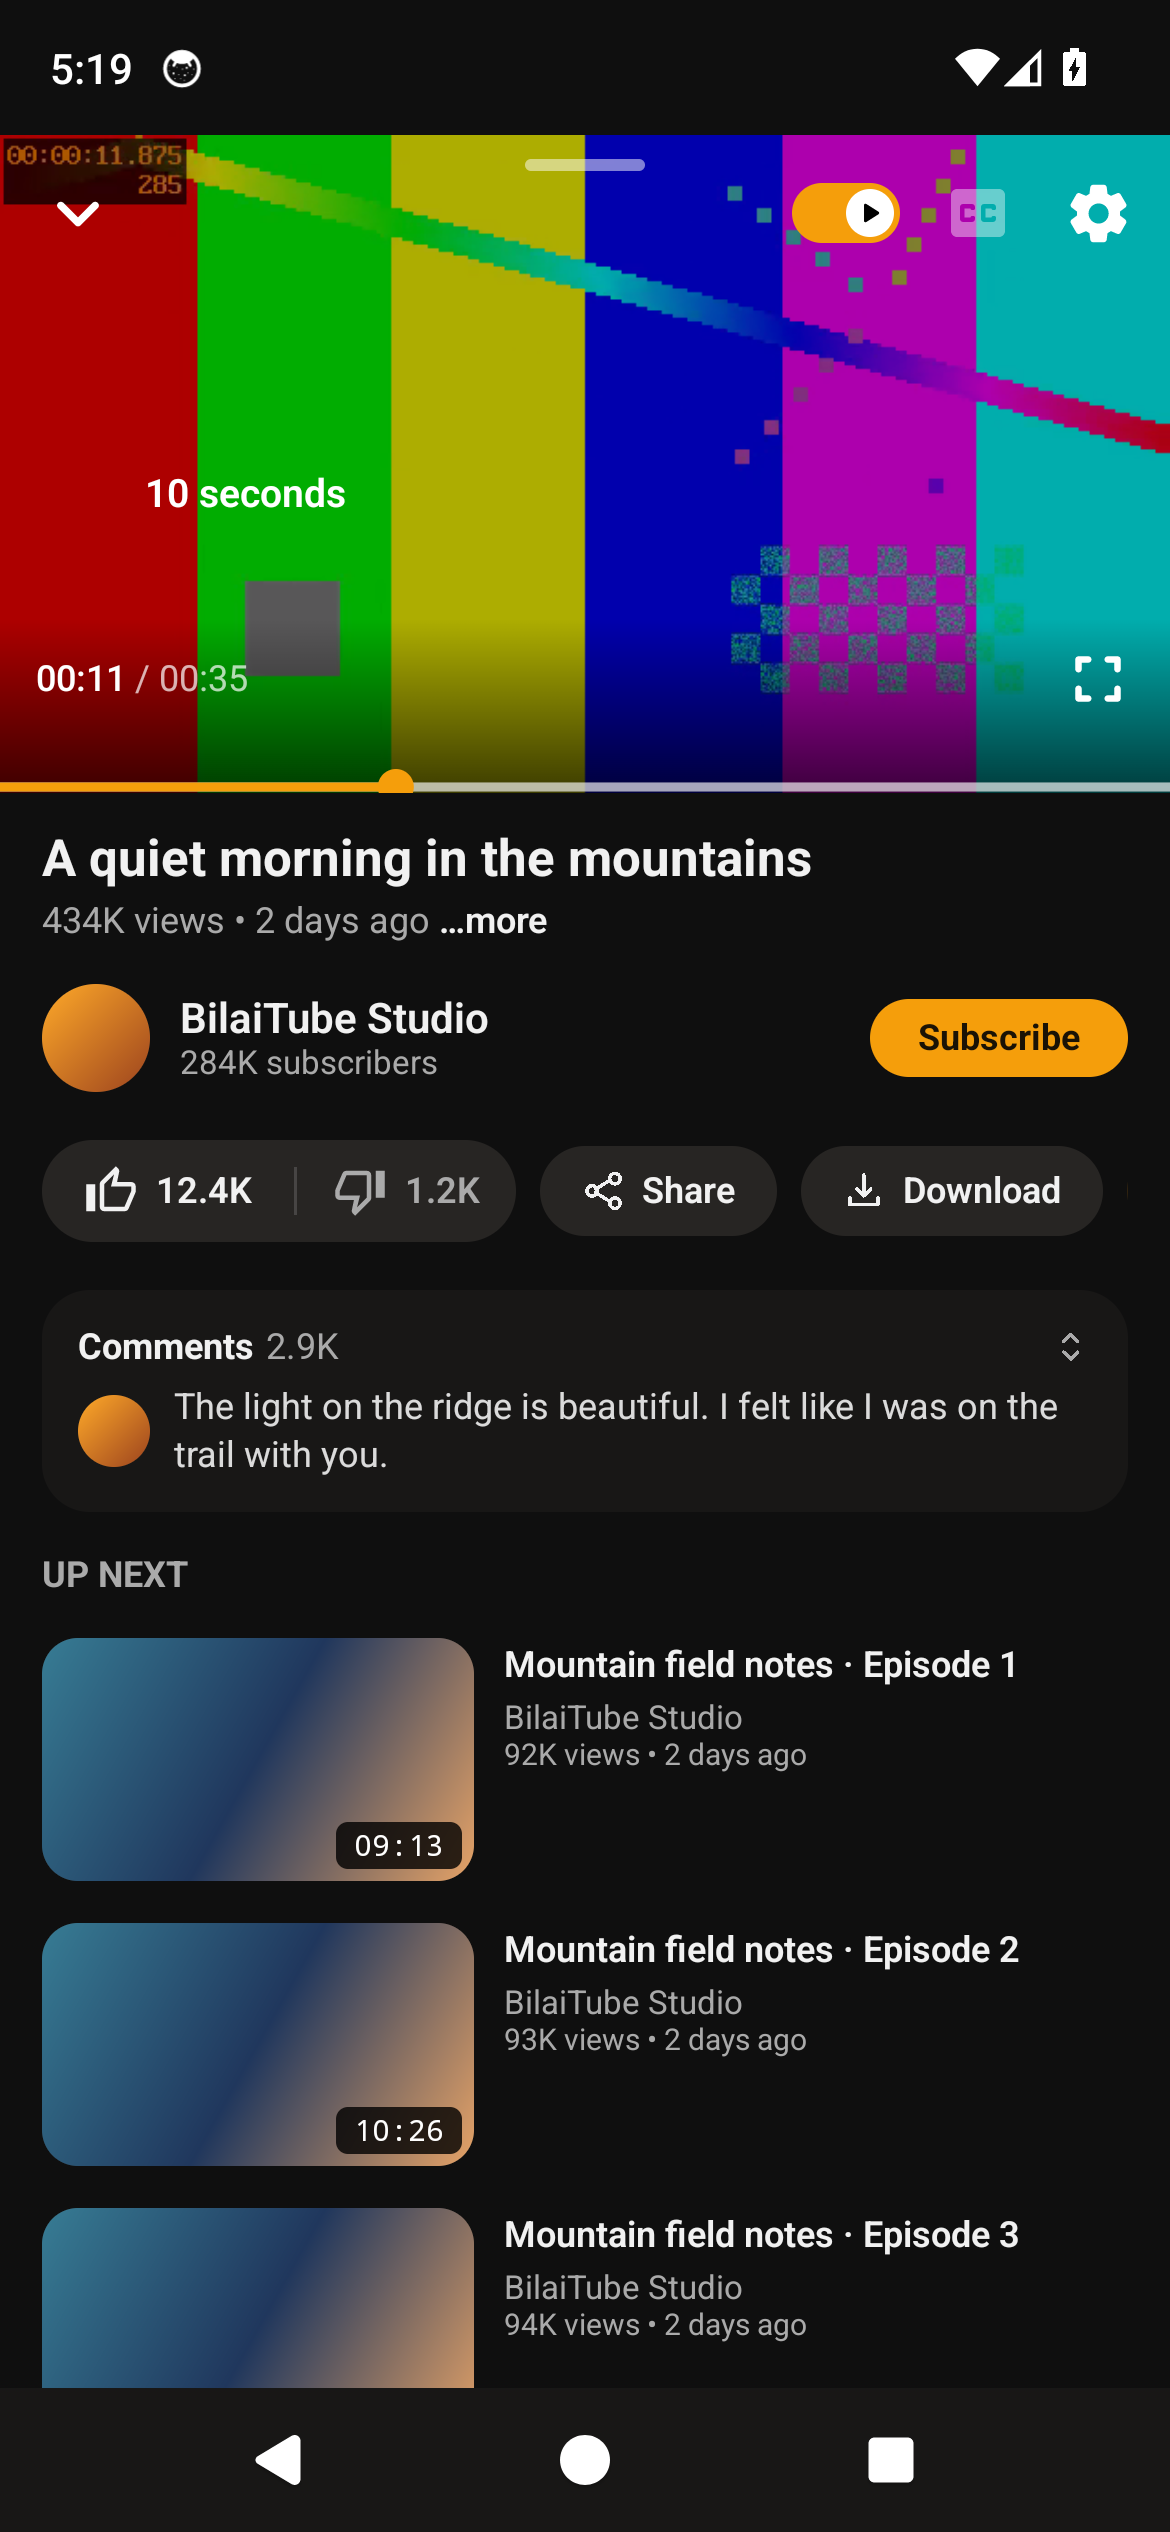 5:19
00:00:11.875
285
CC
10 seconds
00:11 / 00:35
A quiet morning in the mountains
434K views • 2 days ago ...more
BilaiTube Studio
284K subscribers
Subscribe
12.4K
1.2K
Share
Download
Comments 2.9K
The light on the ridge is beautiful. I felt like I was on the
trail with you.
UP NEXT
Mountain field notes · Episode 1
BilaiTube Studio
92K views • 2 days ago
09:13
Mountain field notes · Episode 2
BilaiTube Studio
93K views • 2 days ago
10:26
Mountain field notes · Episode 3
BilaiTube Studio
94K views • 2 days ago